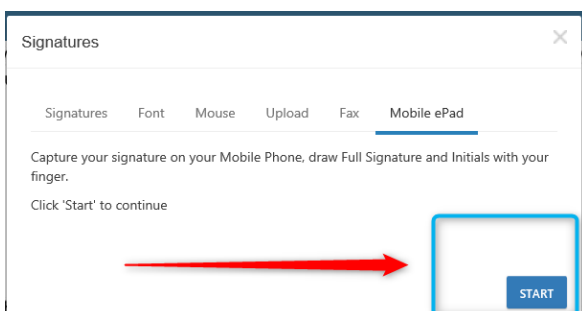 Signatures
Signatures Font Mouse Upload Fax Mobile ePad
Capture your signature on your Mobile Phone, draw Full Signature and Initials with your
finger.
Click 'Start' to continue
START